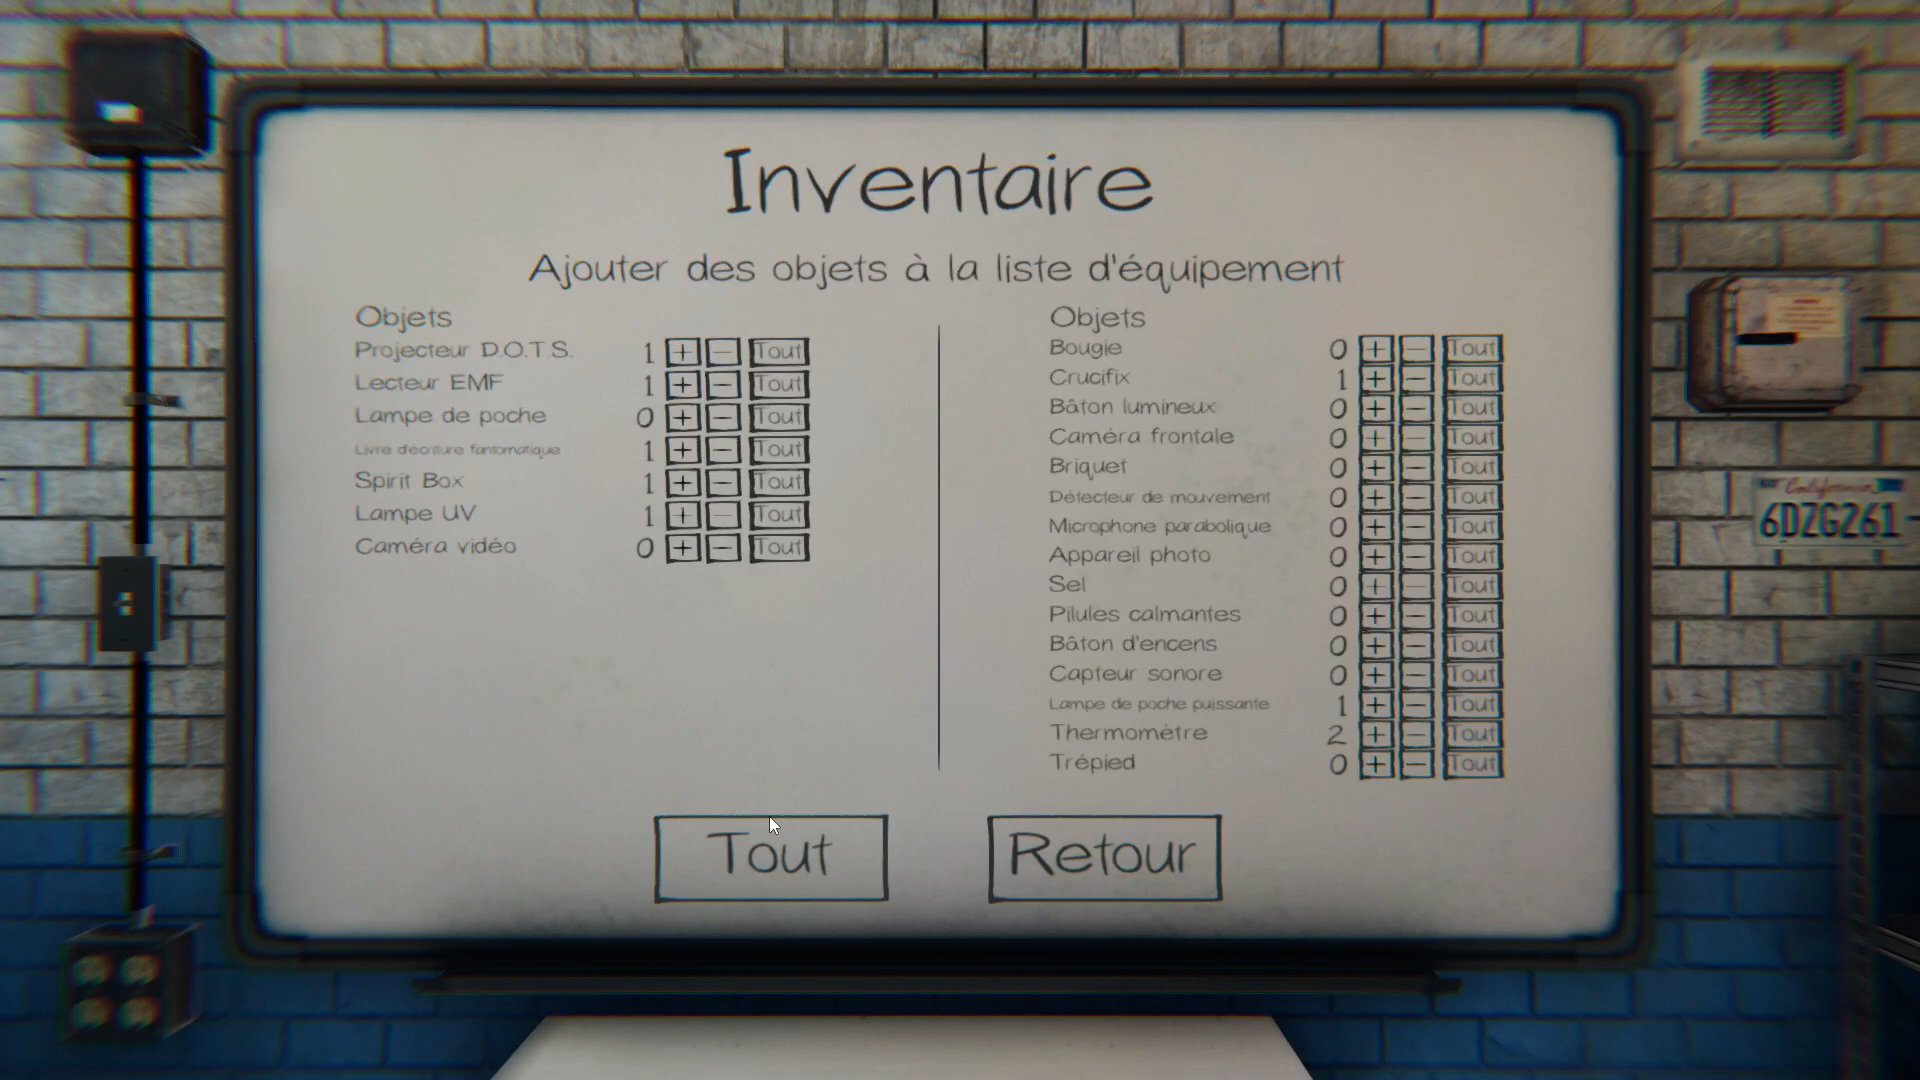 Inventaire
Ajouter des objets à la liste d'équipement
Objets
Projecteur D.O.T.S. 1 + - Tout
Lecteur EMF 1 + - Tout
Lampe de poche 0 + - Tout
Livre d'écriture fantomatique 1 + - Tout
Spirit Box 1 + - Tout
Lampe UV 1 + - Tout
Caméra vidéo 0 + - Tout
Objets
Bougie 0 + - Tout
Crucifix 1 + - Tout
Bâton lumineux 0 + - Tout
Caméra frontale 0 + - Tout
Briquet 0 + - Tout
Détecteur de mouvement 0 + - Tout
Microphone parabolique 0 + - Tout
Appareil photo 0 + - Tout
Sel 0 + - Tout
Pilules calmantes 0 + - Tout
Bâton d'encens 0 + - Tout
Capteur sonore 0 + - Tout
Lampe de poche puissante 1 + - Tout
Thermomètre 2 + - Tout
Trépied 0 + - Tout
Tout
Retour
California
6DZG261